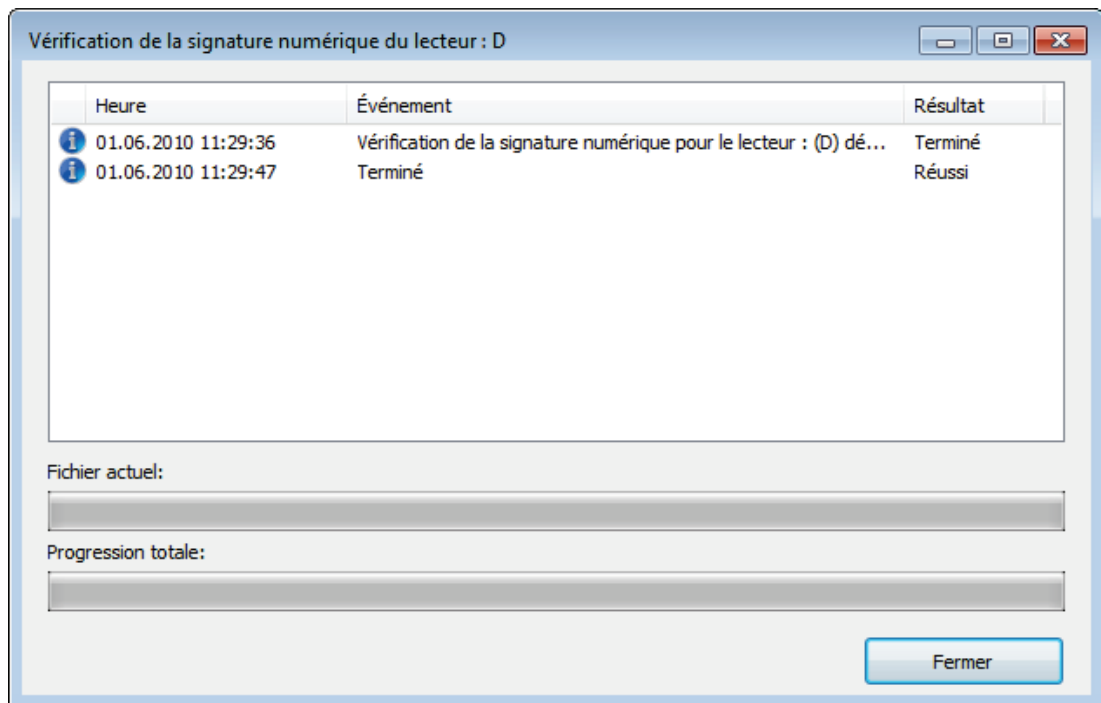 Vérification de la signature numérique du lecteur : D
Heure Événement Résultat
01.06.2010 11:29:36 Vérification de la signature numérique pour le lecteur : (D) dé... Terminé
01.06.2010 11:29:47 Terminé Réussi
Fichier actuel:
Progression totale:
Fermer